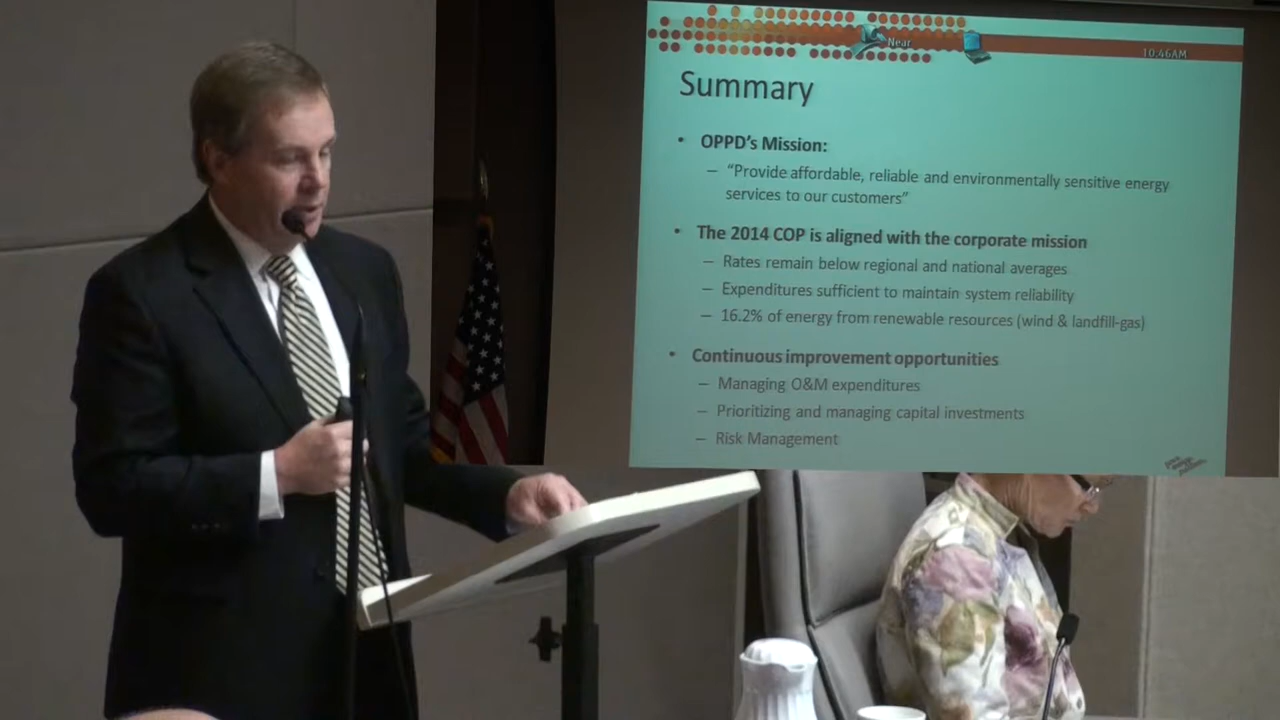 Near
10:46AM
Summary
• OPPD's Mission:
– “Provide affordable, reliable and environmentally sensitive energy
services to our customers”
• The 2014 COP is aligned with the corporate mission
– Rates remain below regional and national averages
– Expenditures sufficient to maintain system reliability
– 16.2% of energy from renewable resources (wind & landfill-gas)
• Continuous improvement opportunities
– Managing O&M expenditures
– Prioritizing and managing capital investments
– Risk Management